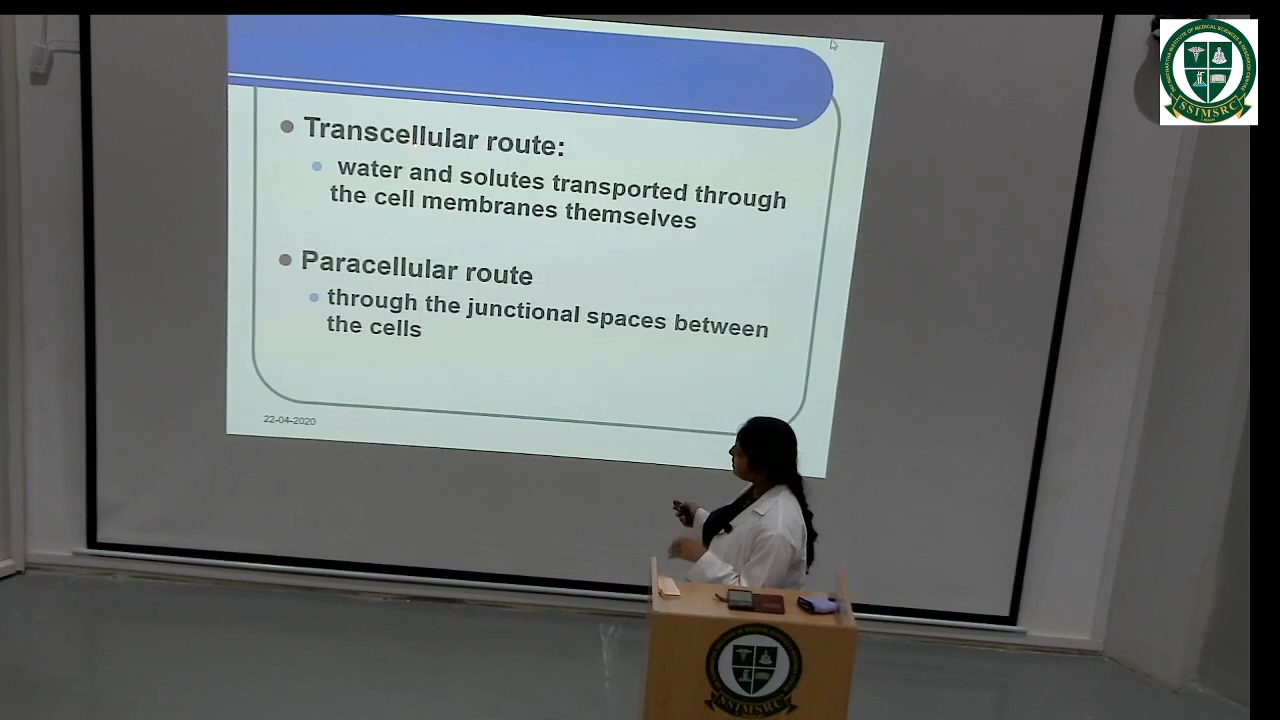 Transcellular route:
water and solutes transported through
the cell membranes themselves
Paracellular route
through the junctional spaces between
the cells
22-04-2020
SSIMSRC
SSIMSRC